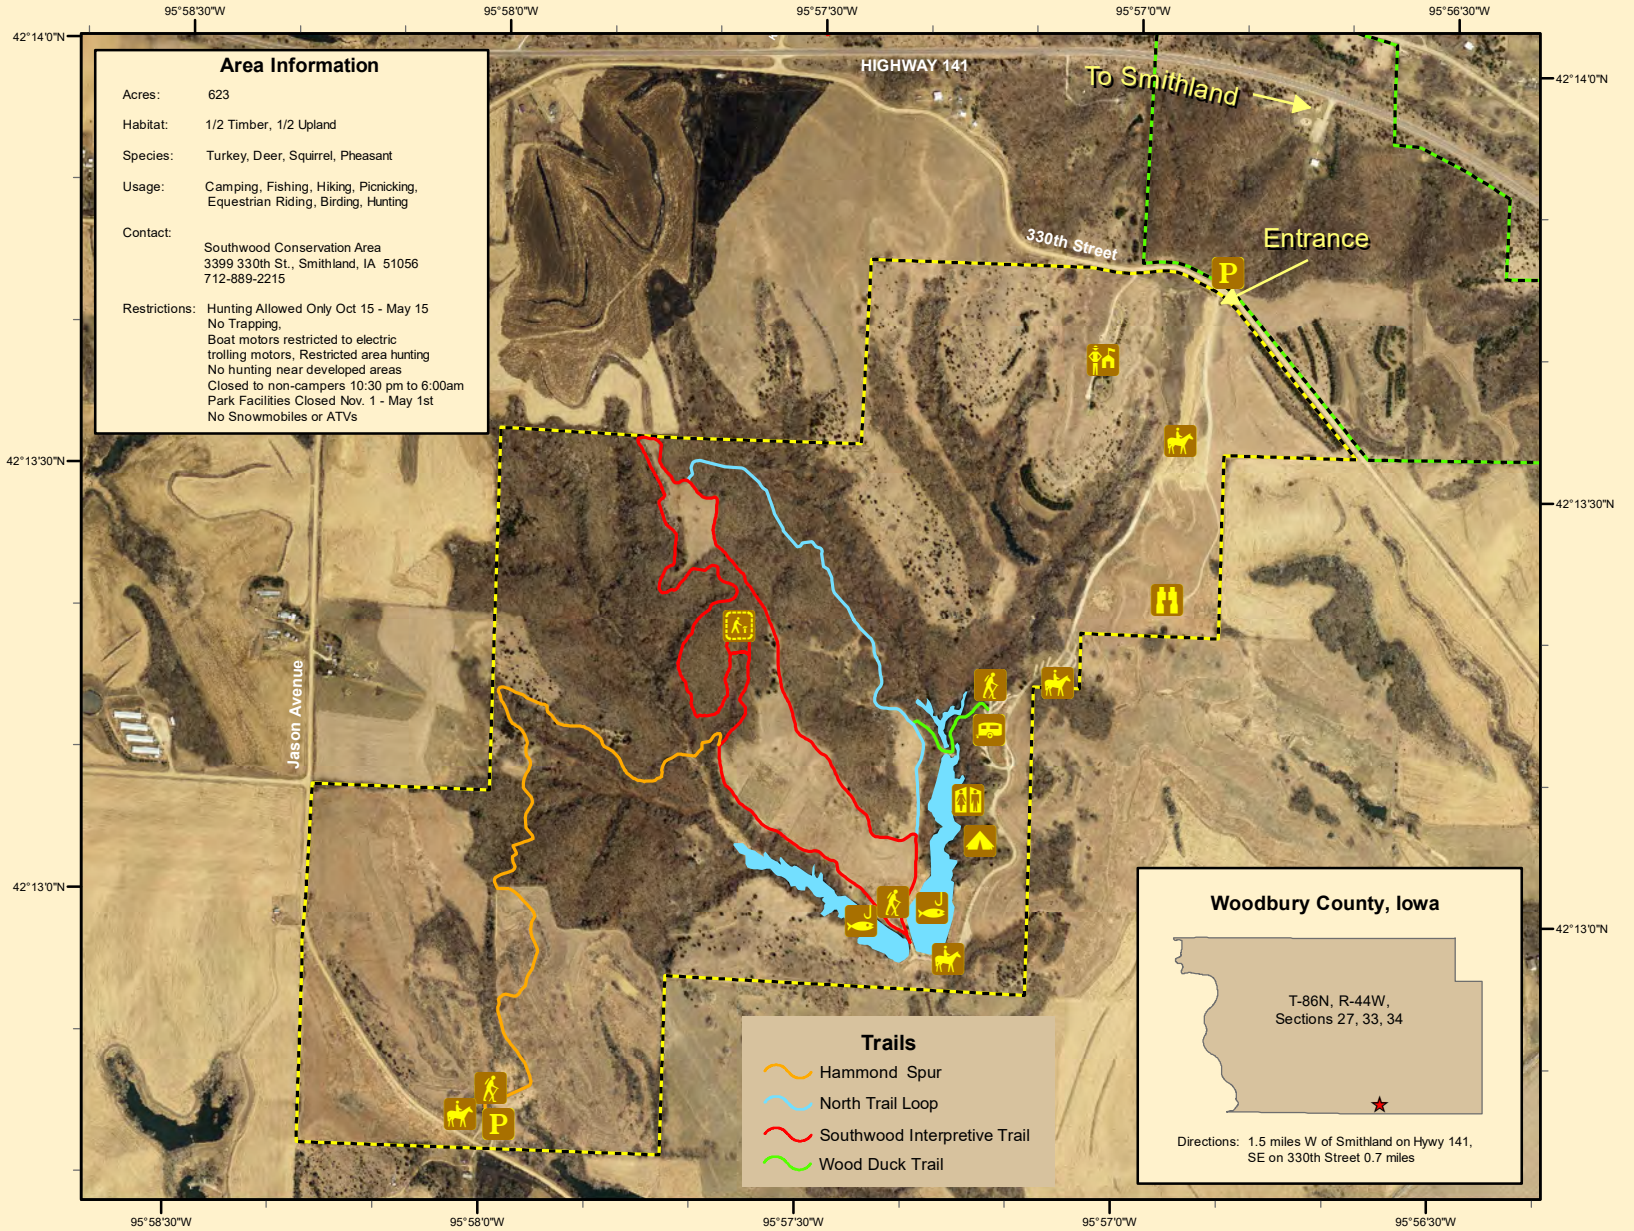 95°58'30"W
95°58'0"W
95°57'30"W
95°57'0"W
95°56'30"W
42°14'0"N
42°14'0"N
Area Information
Acres: 623
Habitat: 1/2 Timber, 1/2 Upland
Species: Turkey, Deer, Squirrel, Pheasant
Usage: Camping, Fishing, Hiking, Picnicking,
Equestrian Riding, Birding, Hunting
Contact:
Southwood Conservation Area
3399 330th St., Smithland, IA 51056
712-889-2215
Restrictions: Hunting Allowed Only Oct 15 - May 15
No Trapping,
Boat motors restricted to electric
trolling motors, Restricted area hunting
No hunting near developed areas
Closed to non-campers 10:30 pm to 6:00am
Park Facilities Closed Nov. 1 - May 1st
No Snowmobiles or ATVs
HIGHWAY 141
To Smithland
330th Street
Entrance
P
42°13'30"N
42°13'30"N
Jason Avenue
42°13'0"N
42°13'0"N
P
Trails
Hammond Spur
North Trail Loop
Southwood Interpretive Trail
Wood Duck Trail
Woodbury County, Iowa
T-86N, R-44W,
Sections 27, 33, 34
Directions: 1.5 miles W of Smithland on Hywy 141,
SE on 330th Street 0.7 miles
95°58'30"W
95°58'0"W
95°57'30"W
95°57'0"W
95°56'30"W